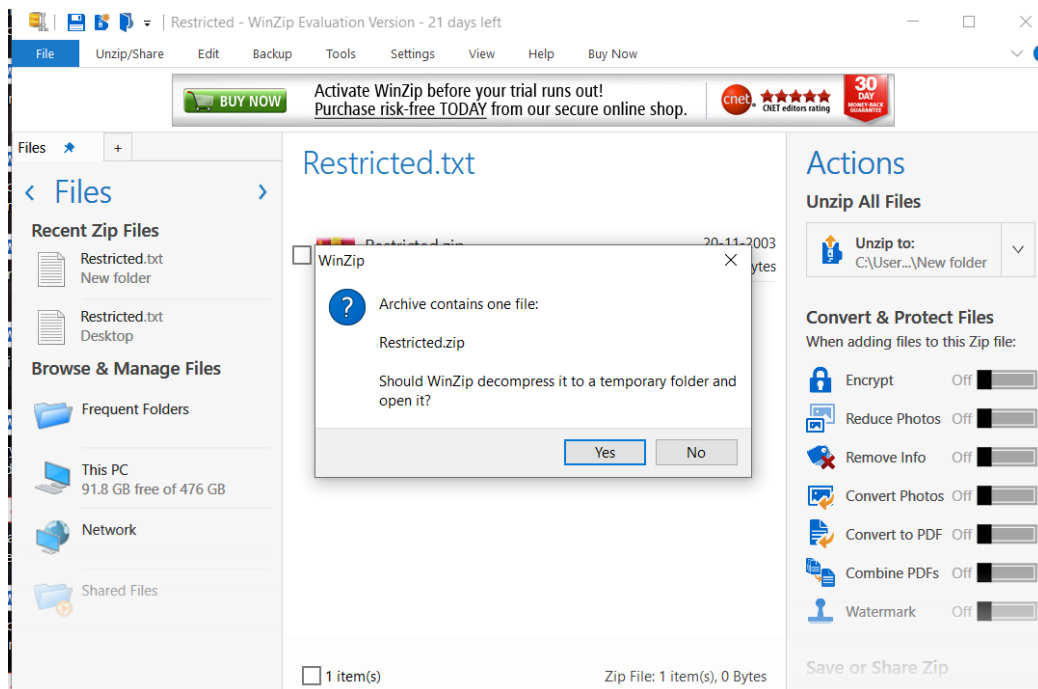 Restricted - WinZip Evaluation Version - 21 days left
File Unzip/Share Edit Backup Tools Settings View Help Buy Now
BUY NOW
Activate WinZip before your trial runs out!
Purchase risk-free TODAY from our secure online shop.
cnet
CNET editors rating
30
DAY
MONEY-BACK
GUARANTEE
Files
+
Files
Recent Zip Files
Restricted.txt
New folder
Restricted.txt
Desktop
Browse & Manage Files
Frequent Folders
This PC
91.8 GB free of 476 GB
Network
Shared Files
Restricted.txt
Restricted.zip 20-11-2003
Bytes
WinZip
Archive contains one file:
Restricted.zip
Should WinZip decompress it to a temporary folder and
open it?
Yes No
1 item(s) Zip File: 1 item(s), 0 Bytes
Actions
Unzip All Files
Unzip to:
C:\User...\New folder
Convert & Protect Files
When adding files to this Zip file:
Encrypt Off
Reduce Photos Off
Remove Info Off
Convert Photos Off
Convert to PDF Off
Combine PDFs Off
Watermark Off
Save or Share Zip